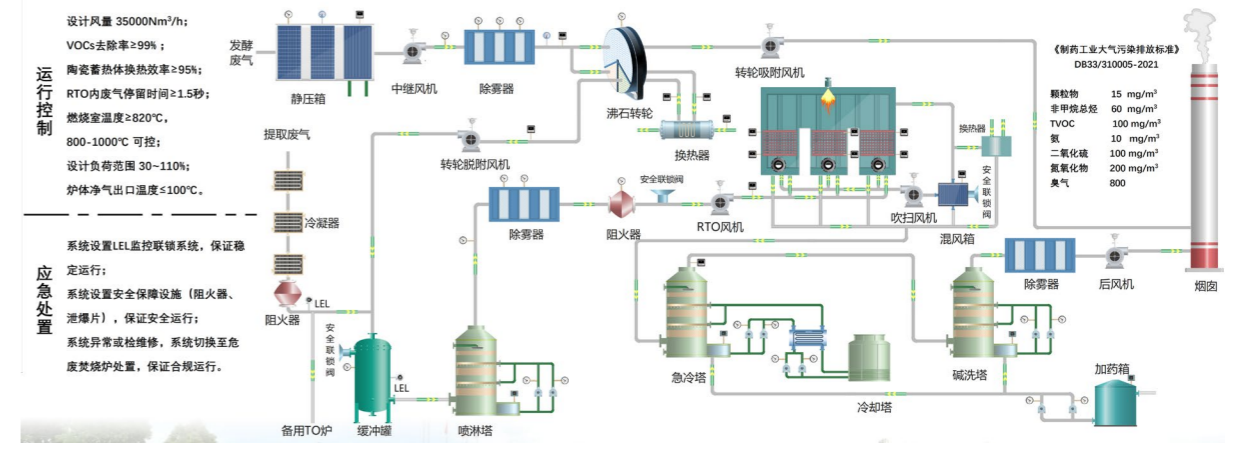 运行控制
设计风量 35000Nm³/h；
VOCs去除率≥99%；
陶瓷蓄热体换热效率≥95%；
RTO内废气停留时间≥1.5秒；
燃烧室温度≥820℃，
800-1000℃ 可控；
设计负荷范围 30~110%；
炉体净气出口温度≤100℃。
应急处置
系统设置LEL监控联锁系统，保证稳
定运行；
系统设置安全保障设施（阻火器、
泄爆片），保证安全运行；
系统异常或检维修，系统切换至危
废焚烧炉处置，保证合规运行。
发酵
废气
静压箱
中继风机
除雾器
沸石转轮
转轮吸附风机
换热器
转轮脱附风机
提取废气
冷凝器
阻火器
LEL
安全联锁阀
LEL
备用TO炉
缓冲罐
喷淋塔
除雾器
阻火器
安全联锁阀
RTO风机
吹扫风机
混风箱
换热器
安全联锁阀
急冷塔
冷却塔
碱洗塔
除雾器
后风机
加药箱
烟囱
《制药工业大气污染排放标准》
DB33/310005-2021
颗粒物 15 mg/m³
非甲烷总烃 60 mg/m³
TVOC 100 mg/m³
氨 10 mg/m³
二氧化硫 100 mg/m³
氮氧化物 200 mg/m³
臭气 800